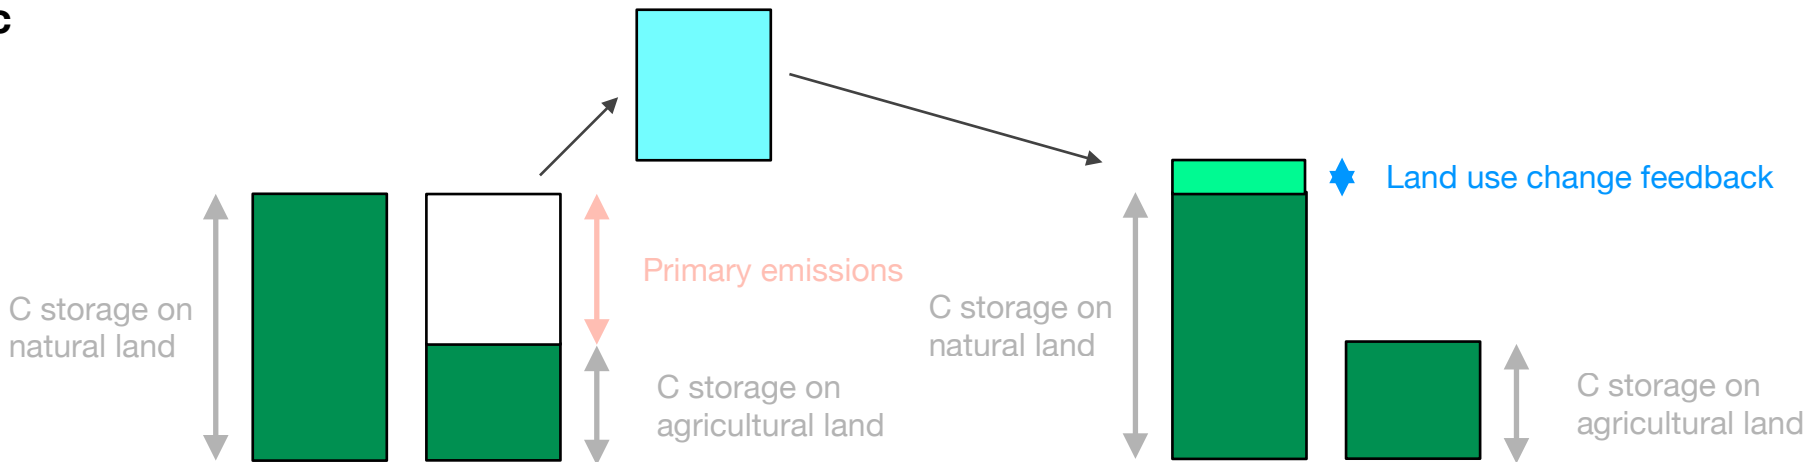 c
Land use change feedback
Primary emissions
C storage on
natural land
C storage on
natural land
C storage on
agricultural land
C storage on
agricultural land